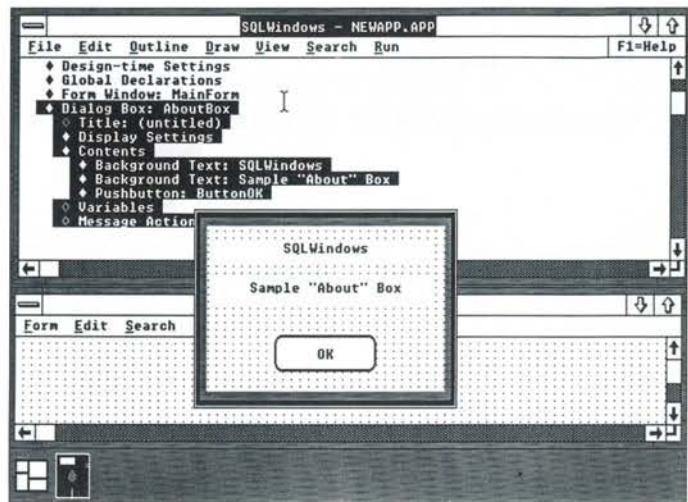 SQLWindows - NEWAPP.APP
File Edit Outline Draw View Search Run F1=Help
Design-time Settings
Global Declarations
Form Window: MainForm
Dialog Box: AboutBox
Title: (untitled)
Display Settings
Contents
Background Text: SQLWindows
Background Text: Sample "About" Box
Pushbutton: ButtonOK
Variables
Message Action
SQLWindows
Sample "About" Box
OK
Form Edit Search